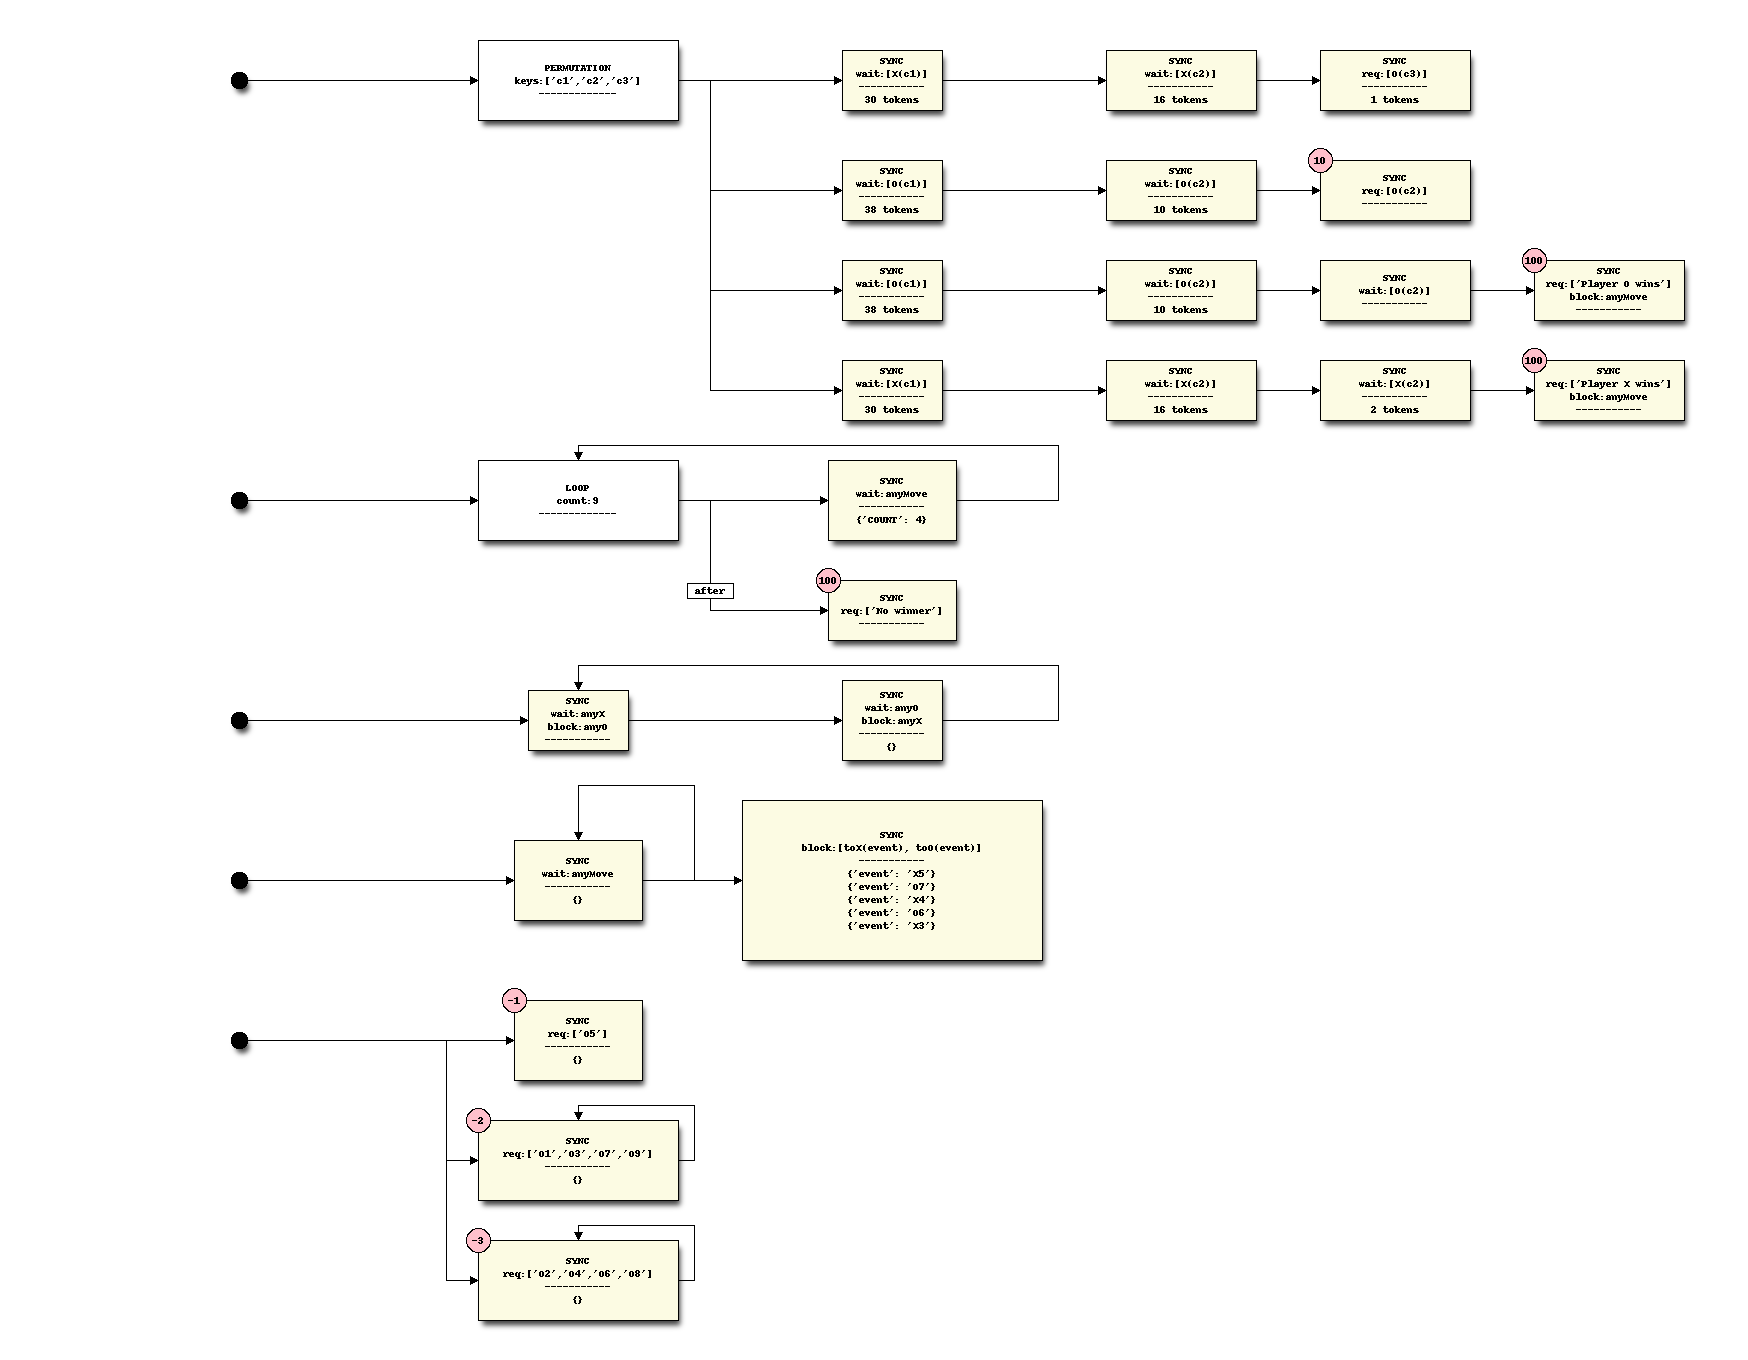 PERMUTATION
keys:['c1','c2','c3']
-------------
SYNC
wait:[X(c1)]
-----------
30 tokens
SYNC
wait:[X(c2)]
-----------
16 tokens
SYNC
req:[O(c3)]
-----------
1 tokens
SYNC
wait:[O(c1)]
-----------
38 tokens
SYNC
wait:[O(c2)]
-----------
10 tokens
10
SYNC
req:[O(c2)]
-----------
SYNC
wait:[O(c1)]
-----------
38 tokens
SYNC
wait:[O(c2)]
-----------
10 tokens
SYNC
wait:[O(c2)]
-----------
100
SYNC
req:['Player O wins']
block:anyMove
-----------
SYNC
wait:[X(c1)]
-----------
30 tokens
SYNC
wait:[X(c2)]
-----------
16 tokens
SYNC
wait:[X(c2)]
-----------
2 tokens
100
SYNC
req:['Player X wins']
block:anyMove
-----------
LOOP
count:9
-------------
SYNC
wait:anyMove
-----------
{'COUNT': 4}
after
100
SYNC
req:['No winner']
-----------
SYNC
wait:anyX
block:anyO
-----------
SYNC
wait:anyO
block:anyX
-----------
{}
SYNC
wait:anyMove
-----------
{}
SYNC
block:[toX(event), toO(event)]
-----------
{'event': 'X5'}
{'event': 'O7'}
{'event': 'X4'}
{'event': 'O6'}
{'event': 'X3'}
-1
SYNC
req:['O5']
-----------
{}
-2
SYNC
req:['O1','O3','O7','O9']
-----------
{}
-3
SYNC
req:['O2','O4','O6','O8']
-----------
{}